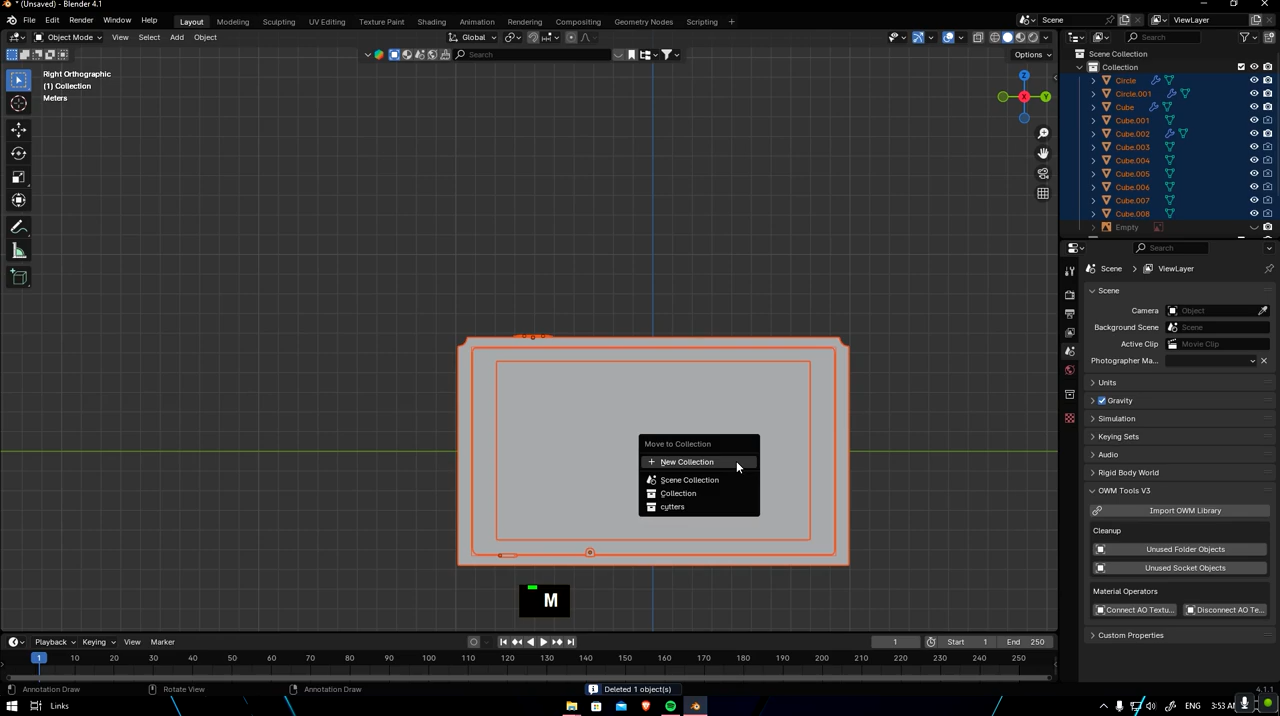 * (Unsaved) - Blender 4.1
File Edit Render Window Help Layout Modeling Sculpting UV Editing Texture Paint Shading Animation Rendering Compositing Geometry Nodes Scripting + Scene ViewLayer
Object Mode View Select Add Object Global Search
Search Options
Right Orthographic
(1) Collection
Meters
Z
X
Y
Scene Collection
Collection
Circle
Circle.001
Cube
Cube.001
Cube.002
Cube.003
Cube.004
Cube.005
Cube.006
Cube.007
Cube.008
Empty
Search
Scene ViewLayer
Scene
Camera Object
Background Scene Scene
Active Clip Movie Clip
Photographer Ma...
Units
Gravity
Simulation
Keying Sets
Audio
Rigid Body World
OWM Tools V3
Import OWM Library
Cleanup
Unused Folder Objects
Unused Socket Objects
Material Operators
Connect AO Textu... Disconnect AO Te...
Custom Properties
Move to Collection
New Collection
Scene Collection
Collection
cutters
M
Playback Keying View Marker 1 Start 1 End 250
1 10 20 30 40 50 60 70 80 90 100 110 120 130 140 150 160 170 180 190 200 210 220 230 240 250
Annotation Draw Rotate View Annotation Draw Deleted 1 object(s) 4.1.1
Links ENG 3:53